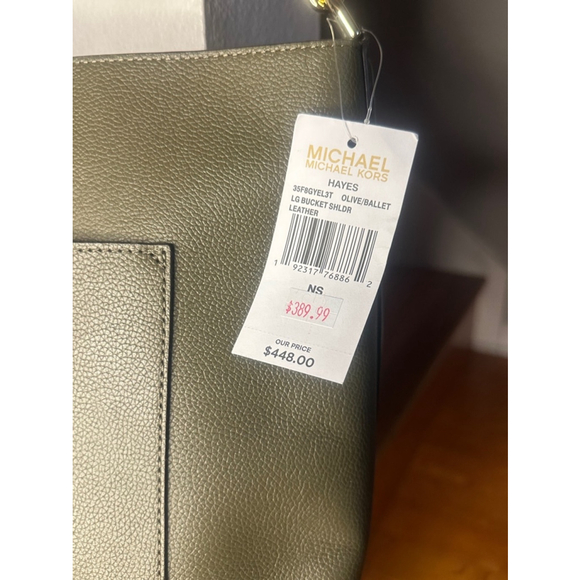 MICHAEL
MICHAEL KORS
HAYES
35F8GYEL3T OLIVE/BALLET
LG BUCKET SHLDR
LEATHER
1 92317 76886 2
NS
$389.99
OUR PRICE
$448.00